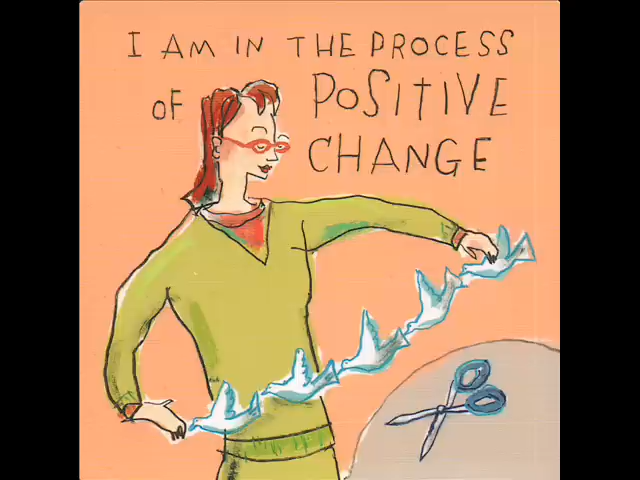 I AM IN THE PROCESS
OF POSITIVE
CHANGE